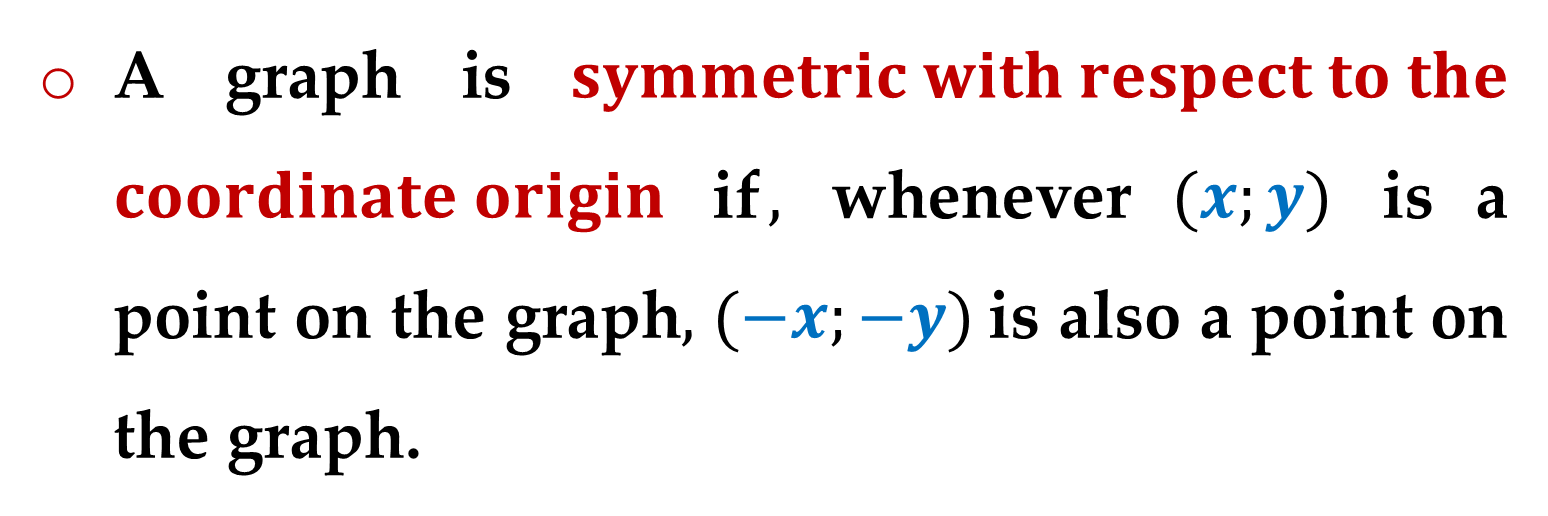 ○ A graph is symmetric with respect to the
coordinate origin if, whenever (x; y) is a
point on the graph, (−x; −y) is also a point on
the graph.